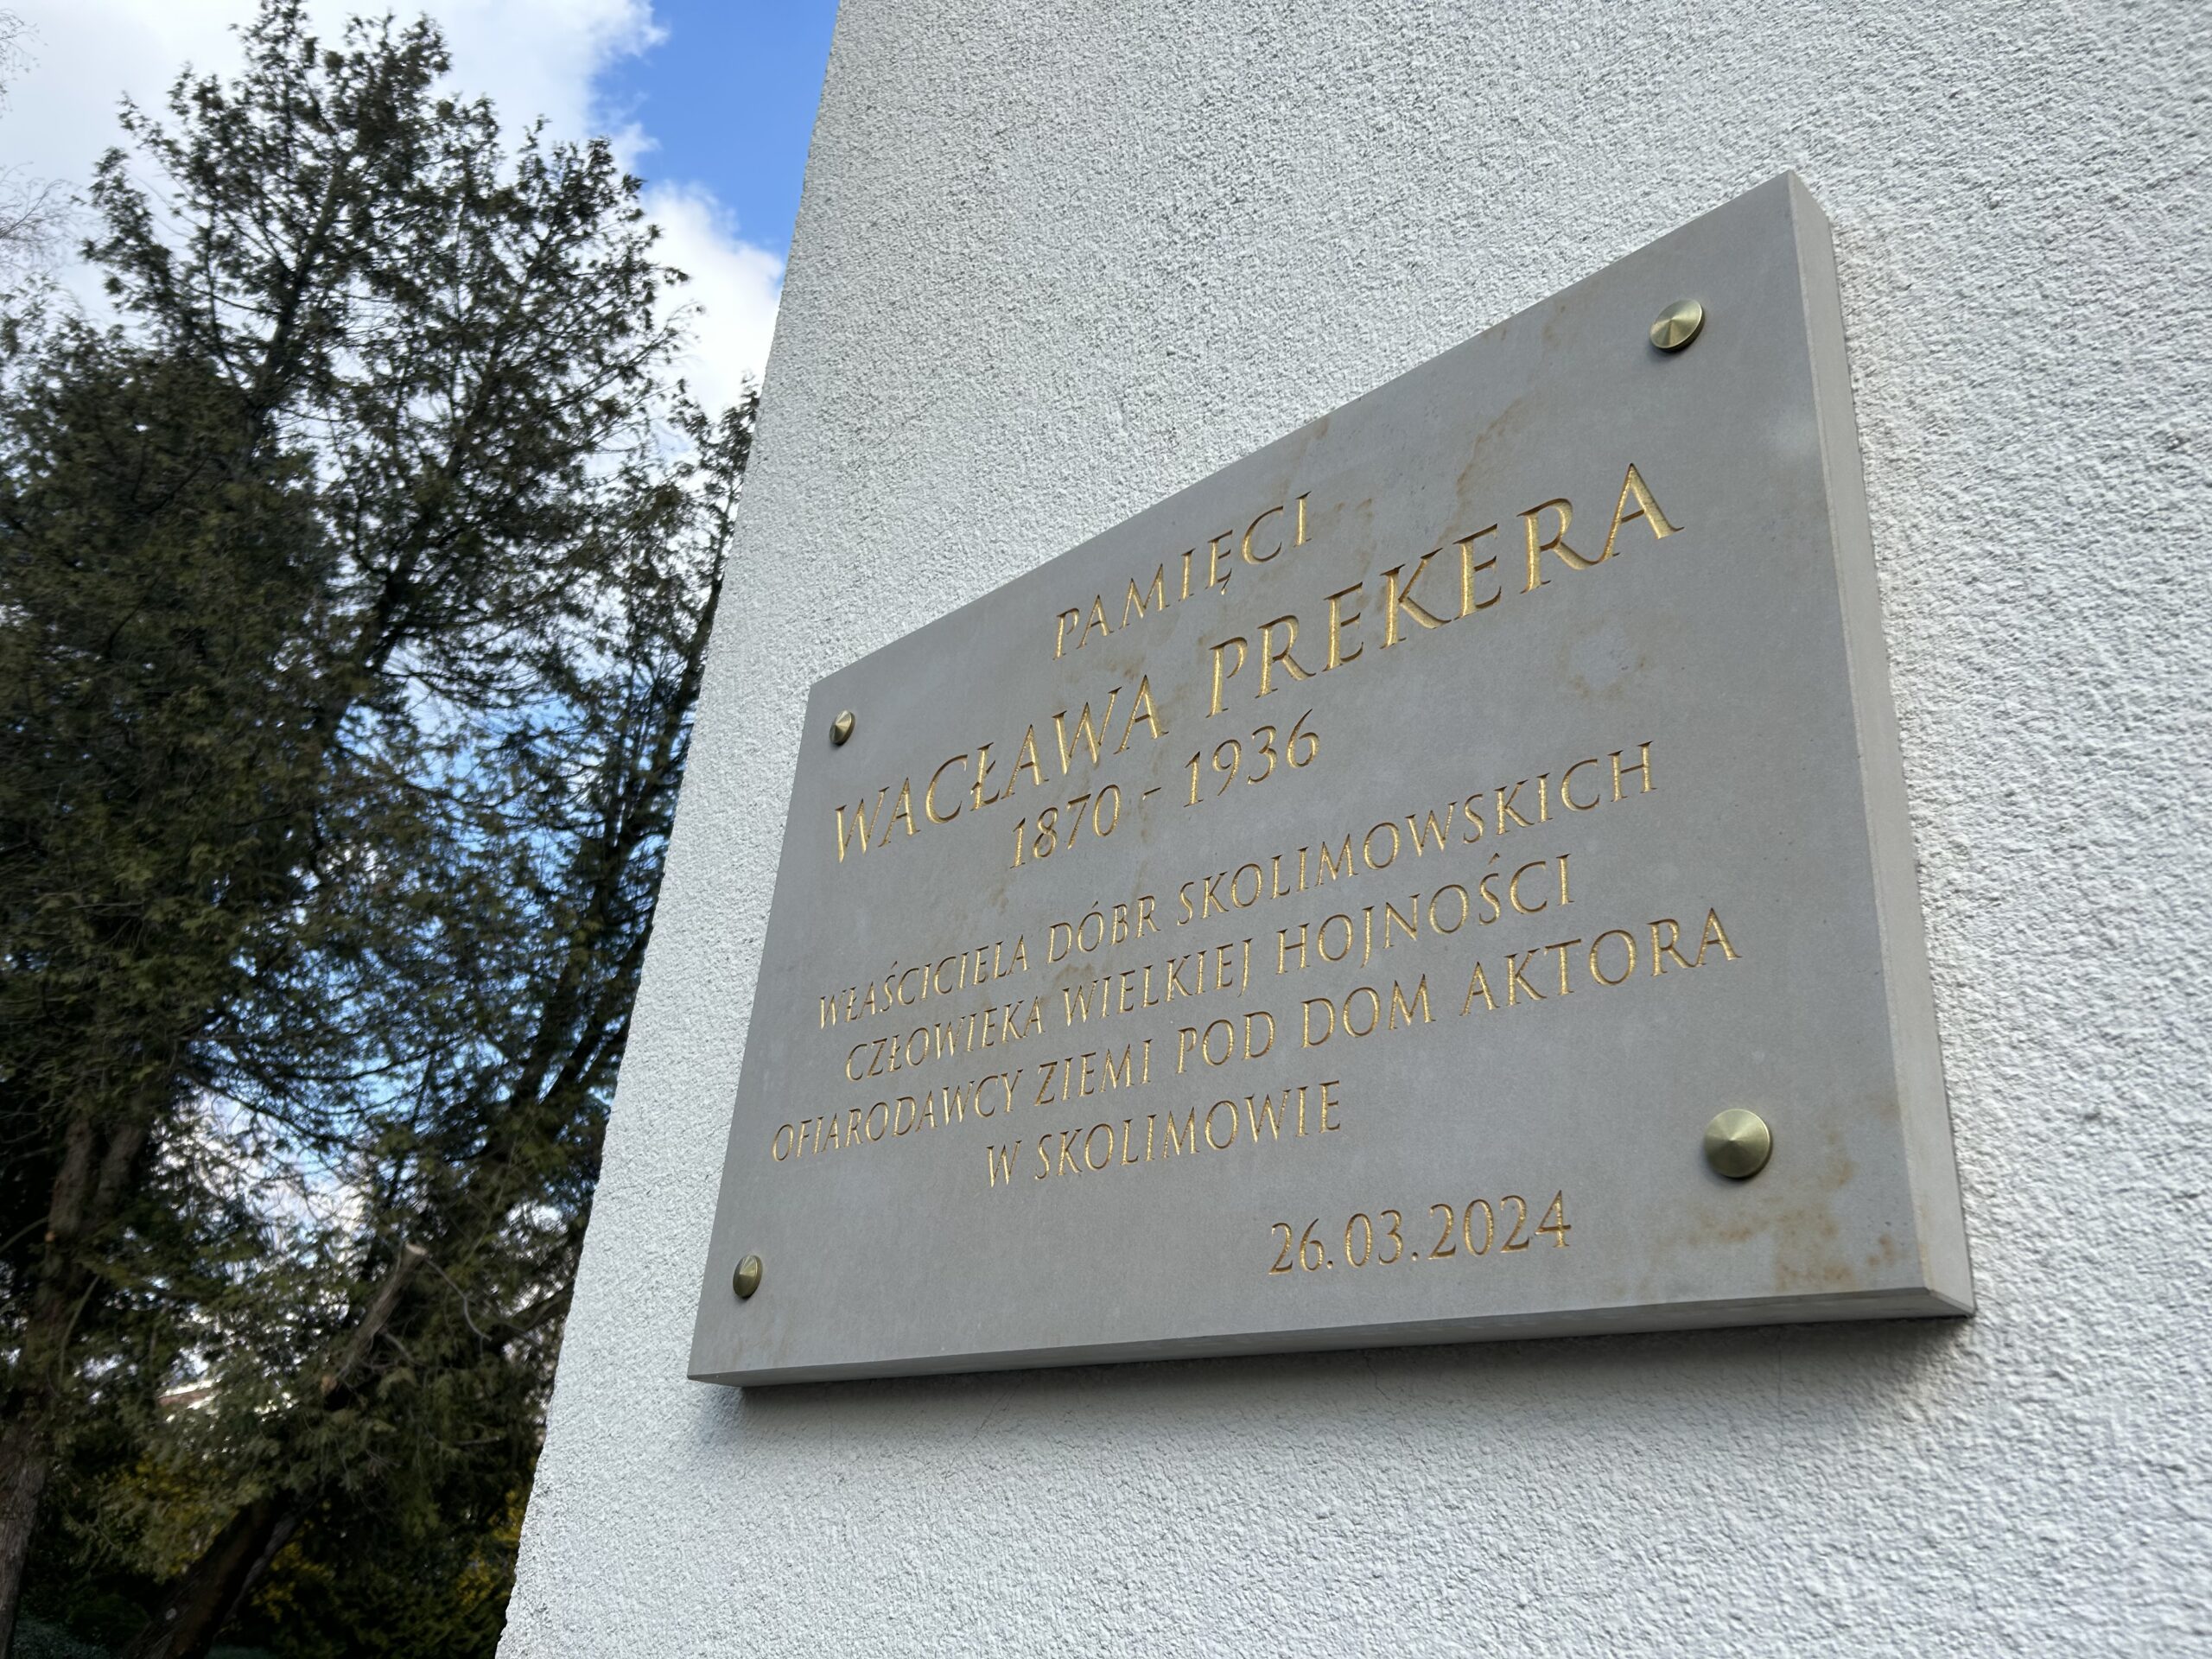 PAMIĘCI
WACŁAWA PREKERA
1870 - 1936
WŁAŚCICIELA DÓBR SKOLIMOWSKICH
CZŁOWIEKA WIELKIEJ HOJNOŚCI
OFIARODAWCY ZIEMI POD DOM AKTORA
W SKOLIMOWIE
26.03.2024